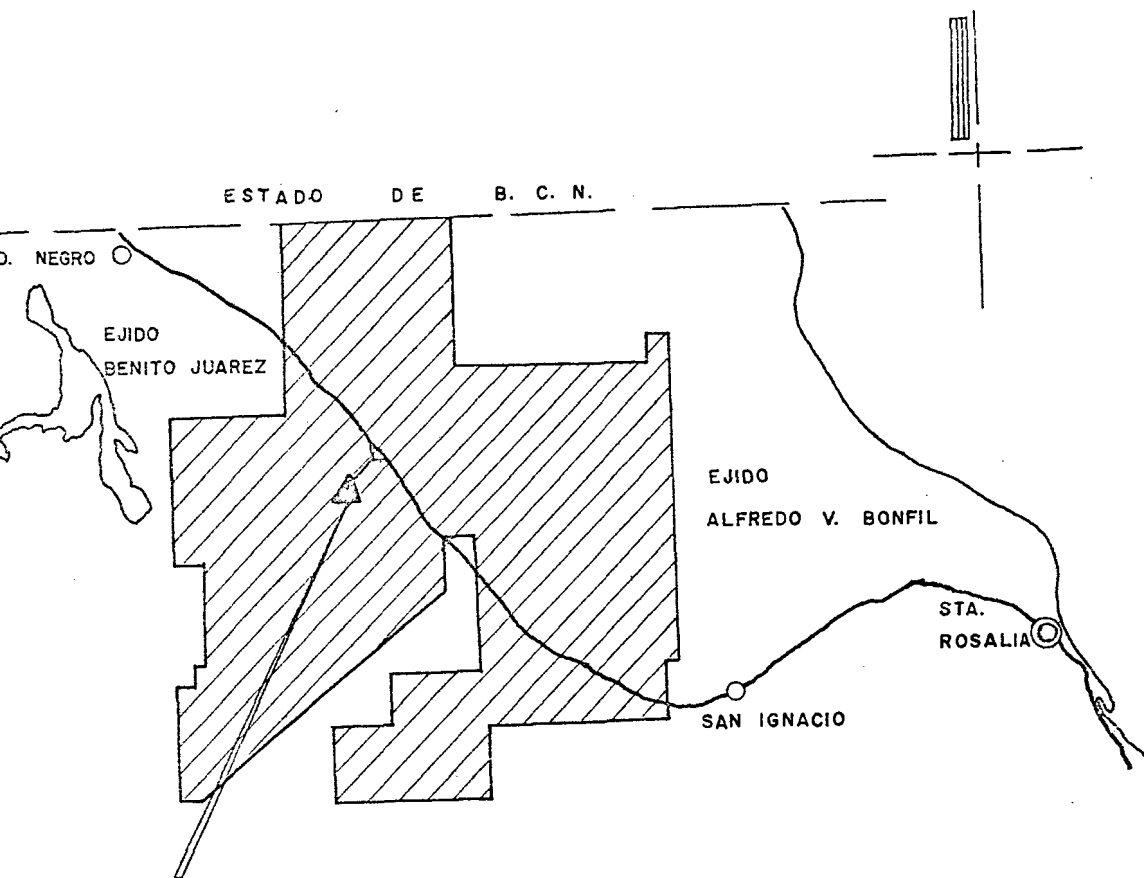 ESTADO DE B. C. N.
O. NEGRO
EJIDO
BENITO JUAREZ
EJIDO
ALFREDO V. BONFIL
STA.
ROSALIA
SAN IGNACIO